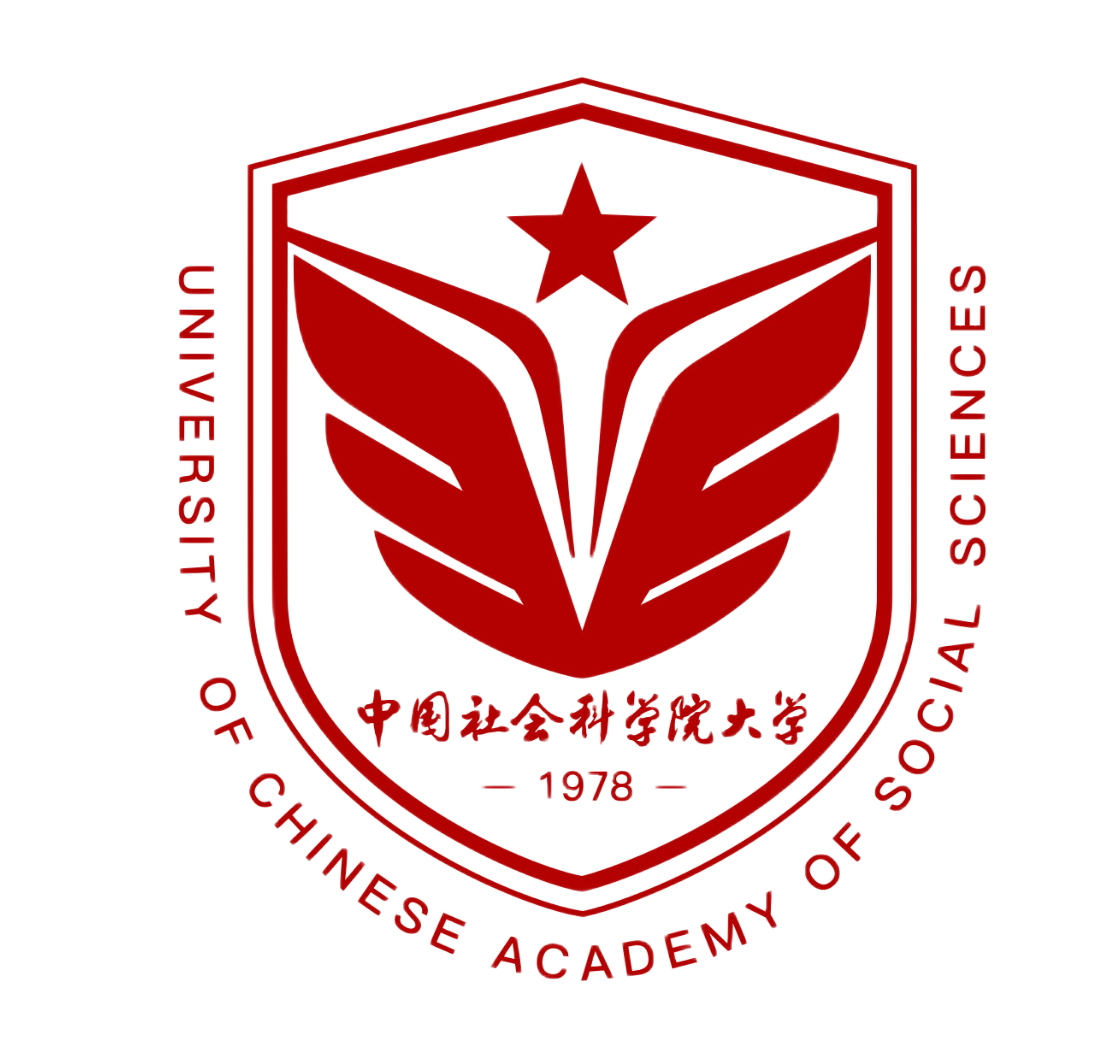 中国社会科学院大学
— 1978 —
UNIVERSITY OF CHINESE ACADEMY OF SOCIAL SCIENCES